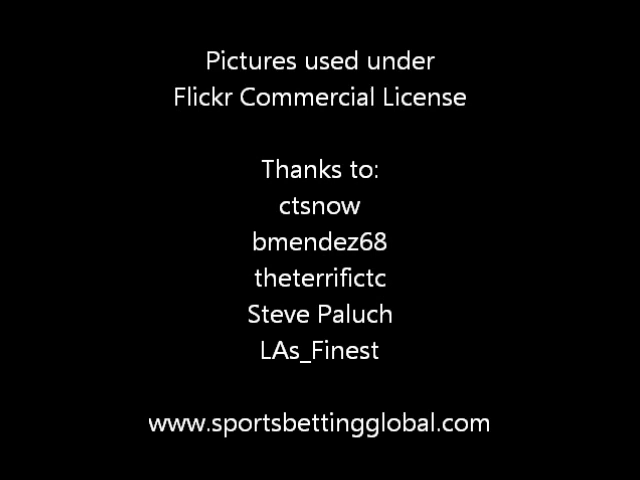 Pictures used under
Flickr Commercial License
Thanks to:
ctsnow
bmendez68
theterrifictc
Steve Paluch
LAs_Finest
www.sportsbettingglobal.com